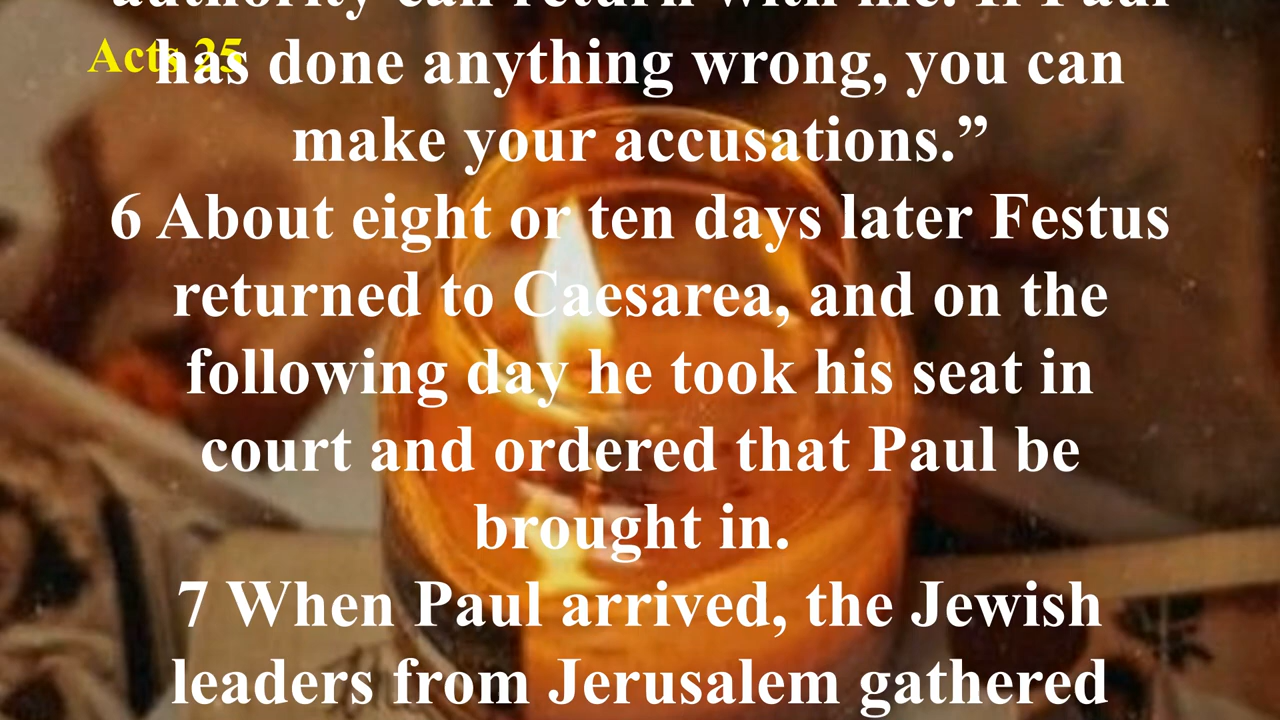 authority can return with me. If Paul
Acts 25
has done anything wrong, you can
make your accusations.”
6 About eight or ten days later Festus
returned to Caesarea, and on the
following day he took his seat in
court and ordered that Paul be
brought in.
7 When Paul arrived, the Jewish
leaders from Jerusalem gathered